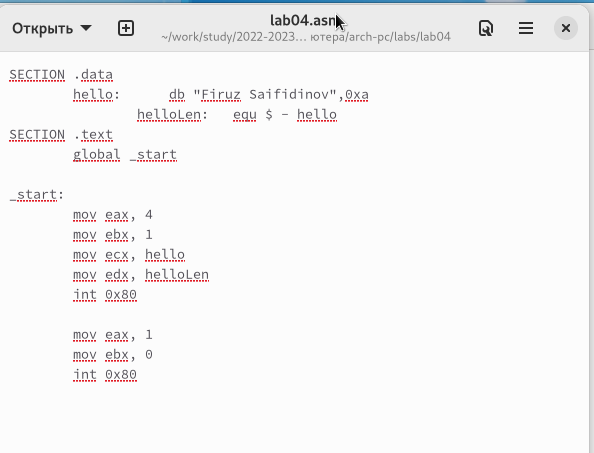 Открыть lab04.asm
~/work/study/2022-2023… ютера/arch-pc/labs/lab04
SECTION .data
hello: db "Firuz Saifidinov",0xa
helloLen: equ $ - hello
SECTION .text
global _start
_start:
mov eax, 4
mov ebx, 1
mov ecx, hello
mov edx, helloLen
int 0x80
mov eax, 1
mov ebx, 0
int 0x80